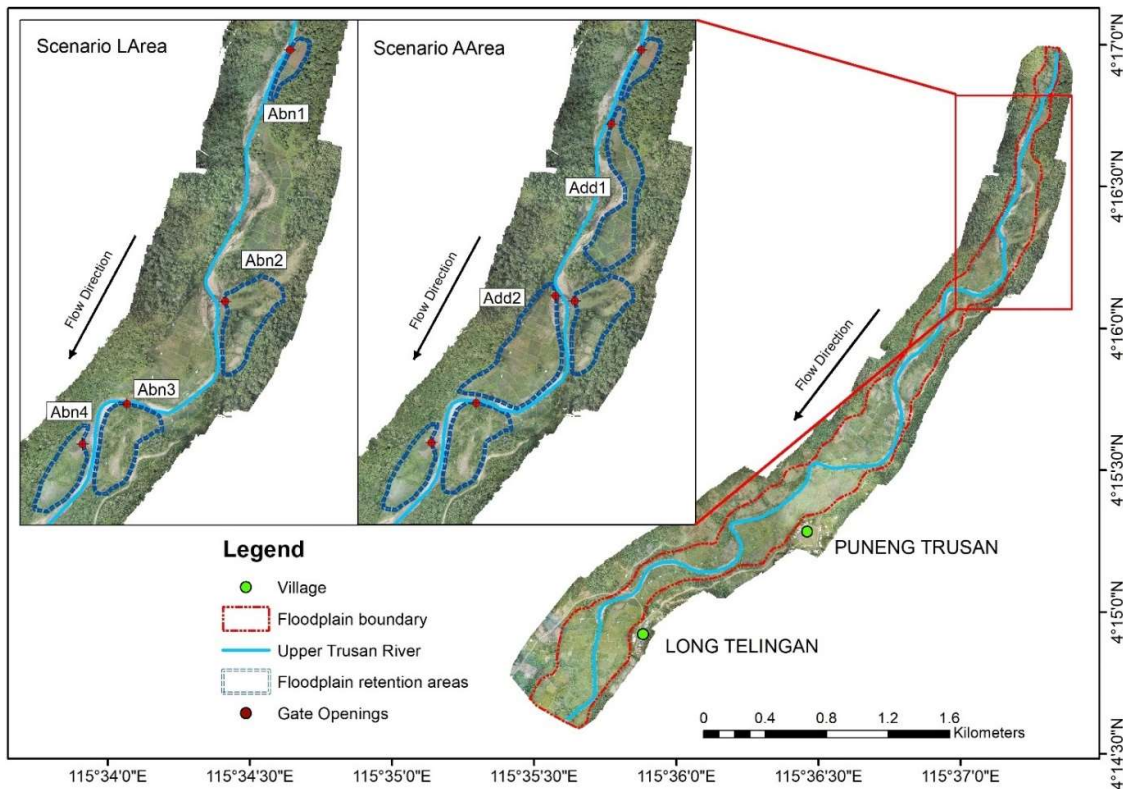 Scenario LArea
Abn1
Abn2
Flow Direction
Abn3
Abn4
Scenario AArea
Add1
Add2
Flow Direction
Flow Direction
PUNENG TRUSAN
LONG TELINGAN
Legend
Village
Floodplain boundary
Upper Trusan River
Floodplain retention areas
Gate Openings
0 0.4 0.8 1.2 1.6
Kilometers
4°17'0"N
4°16'30"N
4°16'0"N
4°15'30"N
4°15'0"N
4°14'30"N
115°34'0"E 115°34'30"E 115°35'0"E 115°35'30"E 115°36'0"E 115°36'30"E 115°37'0"E